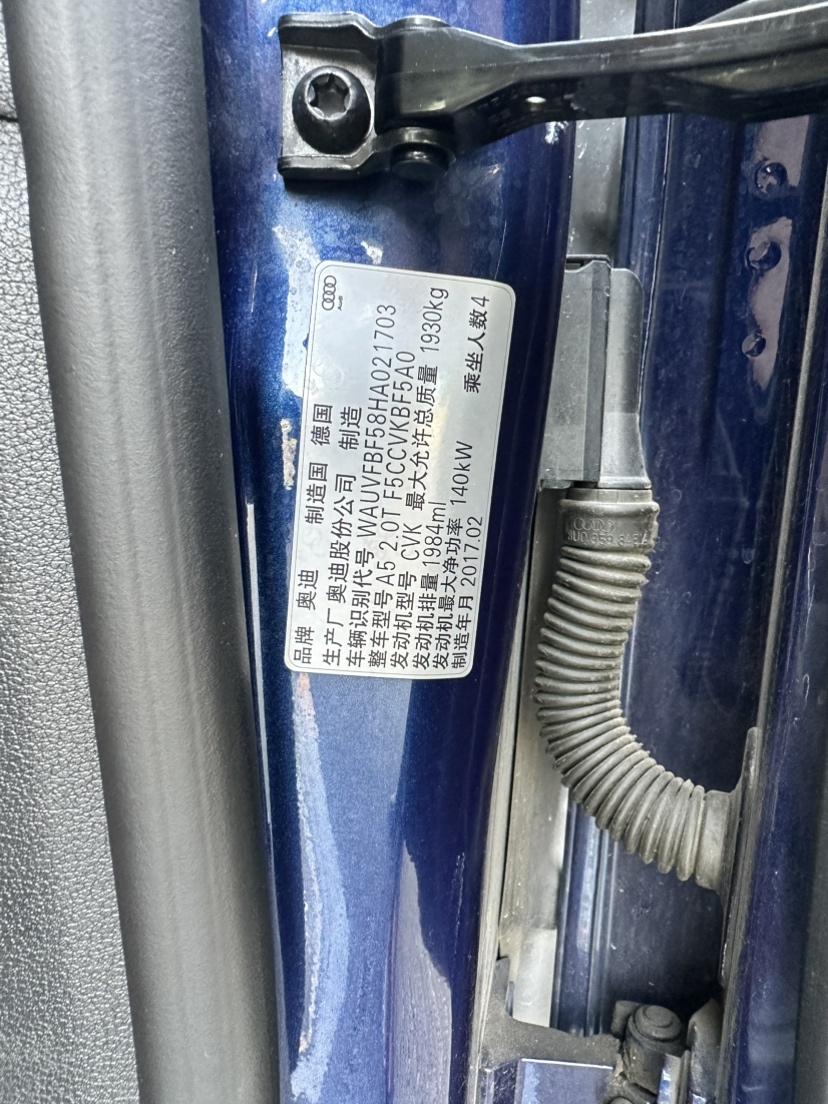 Audi
品牌 奥迪 制造国 德国
生产厂 奥迪股份公司 制造
车辆识别代号 WAUVFBF58HA021703
整车型号 A5 2.0T F5CCVKBF5A0
发动机型号 CVK 最大允许总质量 1930kg
发动机排量 1984ml
发动机最大净功率 140kW 乘坐人数 4
制造年月 2017.02